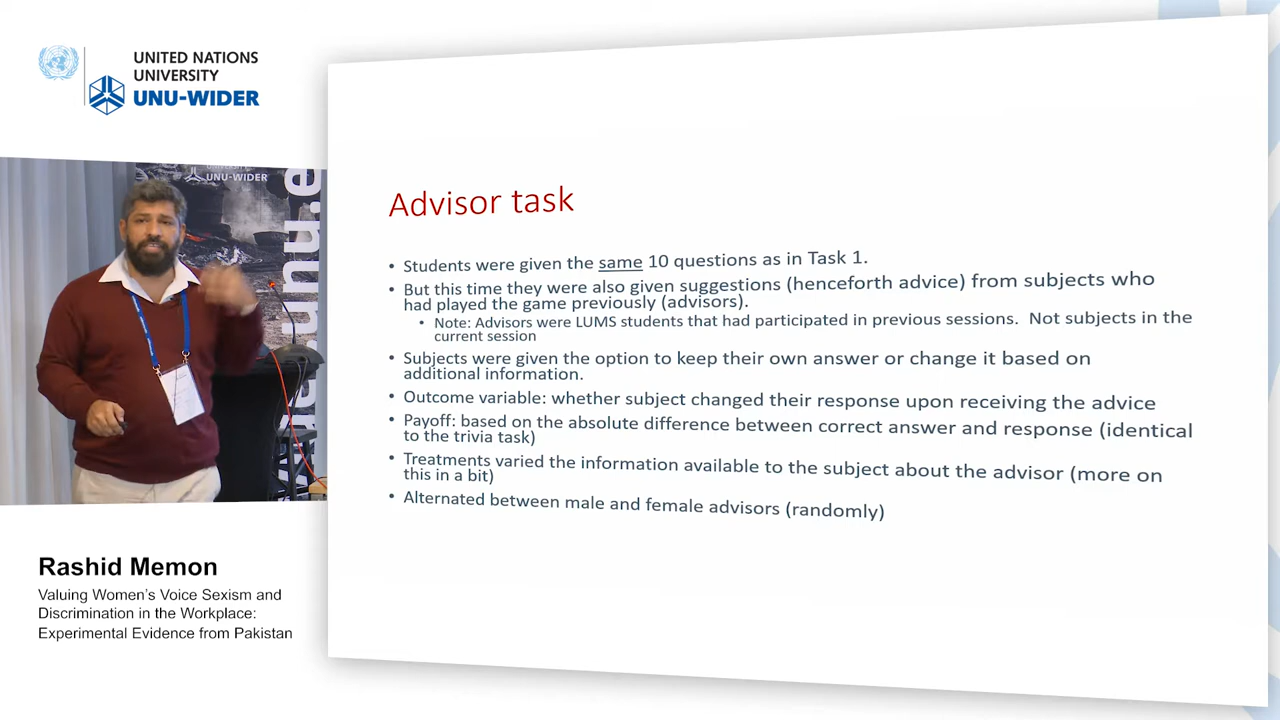 UNITED NATIONS
UNIVERSITY
UNU-WIDER
UNU-WIDER
unu.e
Rashid Memon
Valuing Women's Voice Sexism and
Discrimination in the Workplace:
Experimental Evidence from Pakistan
Advisor task
• Students were given the same 10 questions as in Task 1.
• But this time they were also given suggestions (henceforth advice) from subjects who
had played the game previously (advisors).
• Note: Advisors were LUMS students that had participated in previous sessions. Not subjects in the
current session
• Subjects were given the option to keep their own answer or change it based on
additional information.
• Outcome variable: whether subject changed their response upon receiving the advice
• Payoff: based on the absolute difference between correct answer and response (identical
to the trivia task)
• Treatments varied the information available to the subject about the advisor (more on
this in a bit)
• Alternated between male and female advisors (randomly)